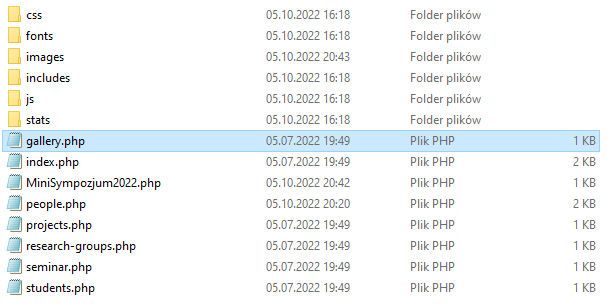 css 05.10.2022 16:18 Folder plików
fonts 05.10.2022 16:18 Folder plików
images 05.10.2022 20:43 Folder plików
includes 05.10.2022 16:18 Folder plików
js 05.10.2022 16:18 Folder plików
stats 05.10.2022 16:18 Folder plików
gallery.php 05.07.2022 19:49 Plik PHP 1 KB
index.php 05.07.2022 19:49 Plik PHP 2 KB
MiniSympozjum2022.php 05.10.2022 20:42 Plik PHP 1 KB
people.php 05.10.2022 20:20 Plik PHP 2 KB
projects.php 05.07.2022 19:49 Plik PHP 1 KB
research-groups.php 05.07.2022 19:49 Plik PHP 1 KB
seminar.php 05.07.2022 19:49 Plik PHP 1 KB
students.php 05.07.2022 19:49 Plik PHP 1 KB